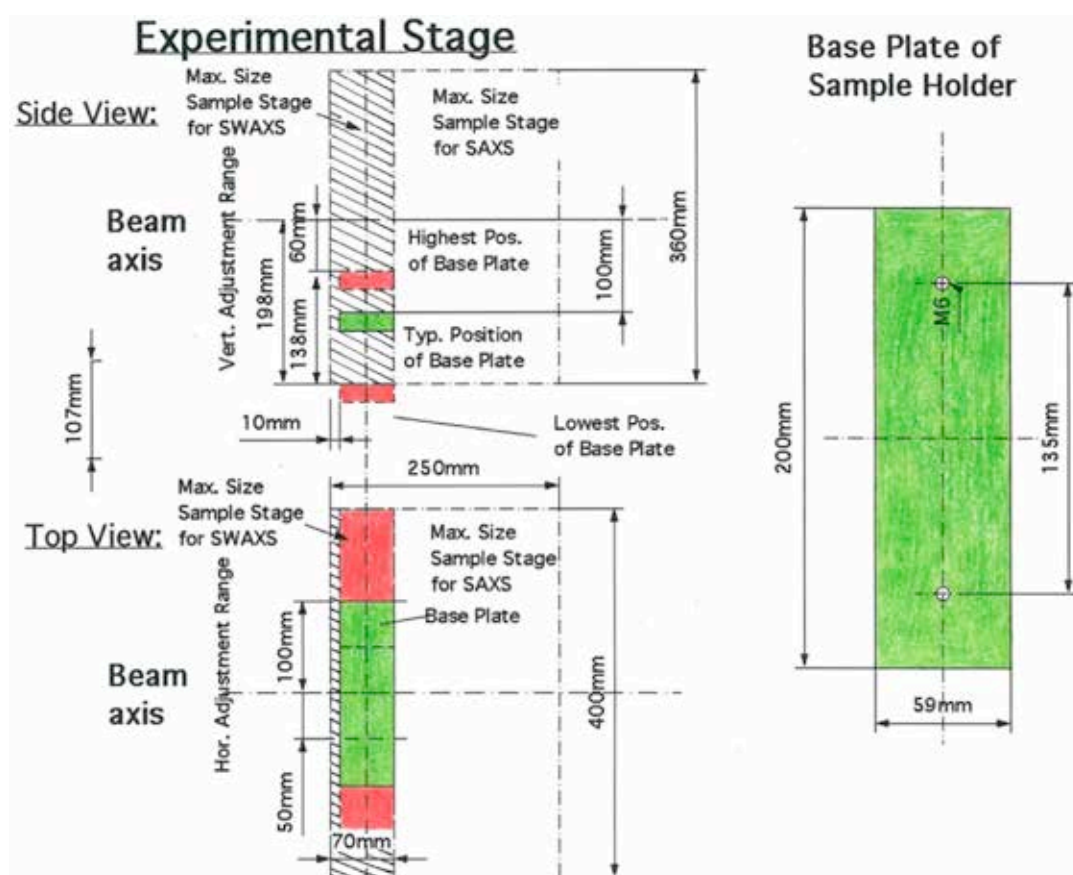 Experimental Stage
Base Plate of
Sample Holder
Side View:
Max. Size
Sample Stage
for SWAXS
Max. Size
Sample Stage
for SAXS
Vert. Adjustment Range
Beam
axis
60mm
198mm
138mm
107mm
Highest Pos.
of Base Plate
100mm
360mm
Typ. Position
of Base Plate
10mm
Lowest Pos.
of Base Plate
250mm
Top View:
Max. Size
Sample Stage
for SWAXS
Max. Size
Sample Stage
for SAXS
Base Plate
Hor. Adjustment Range
Beam
axis
100mm
50mm
400mm
70mm
M6
200mm
135mm
59mm